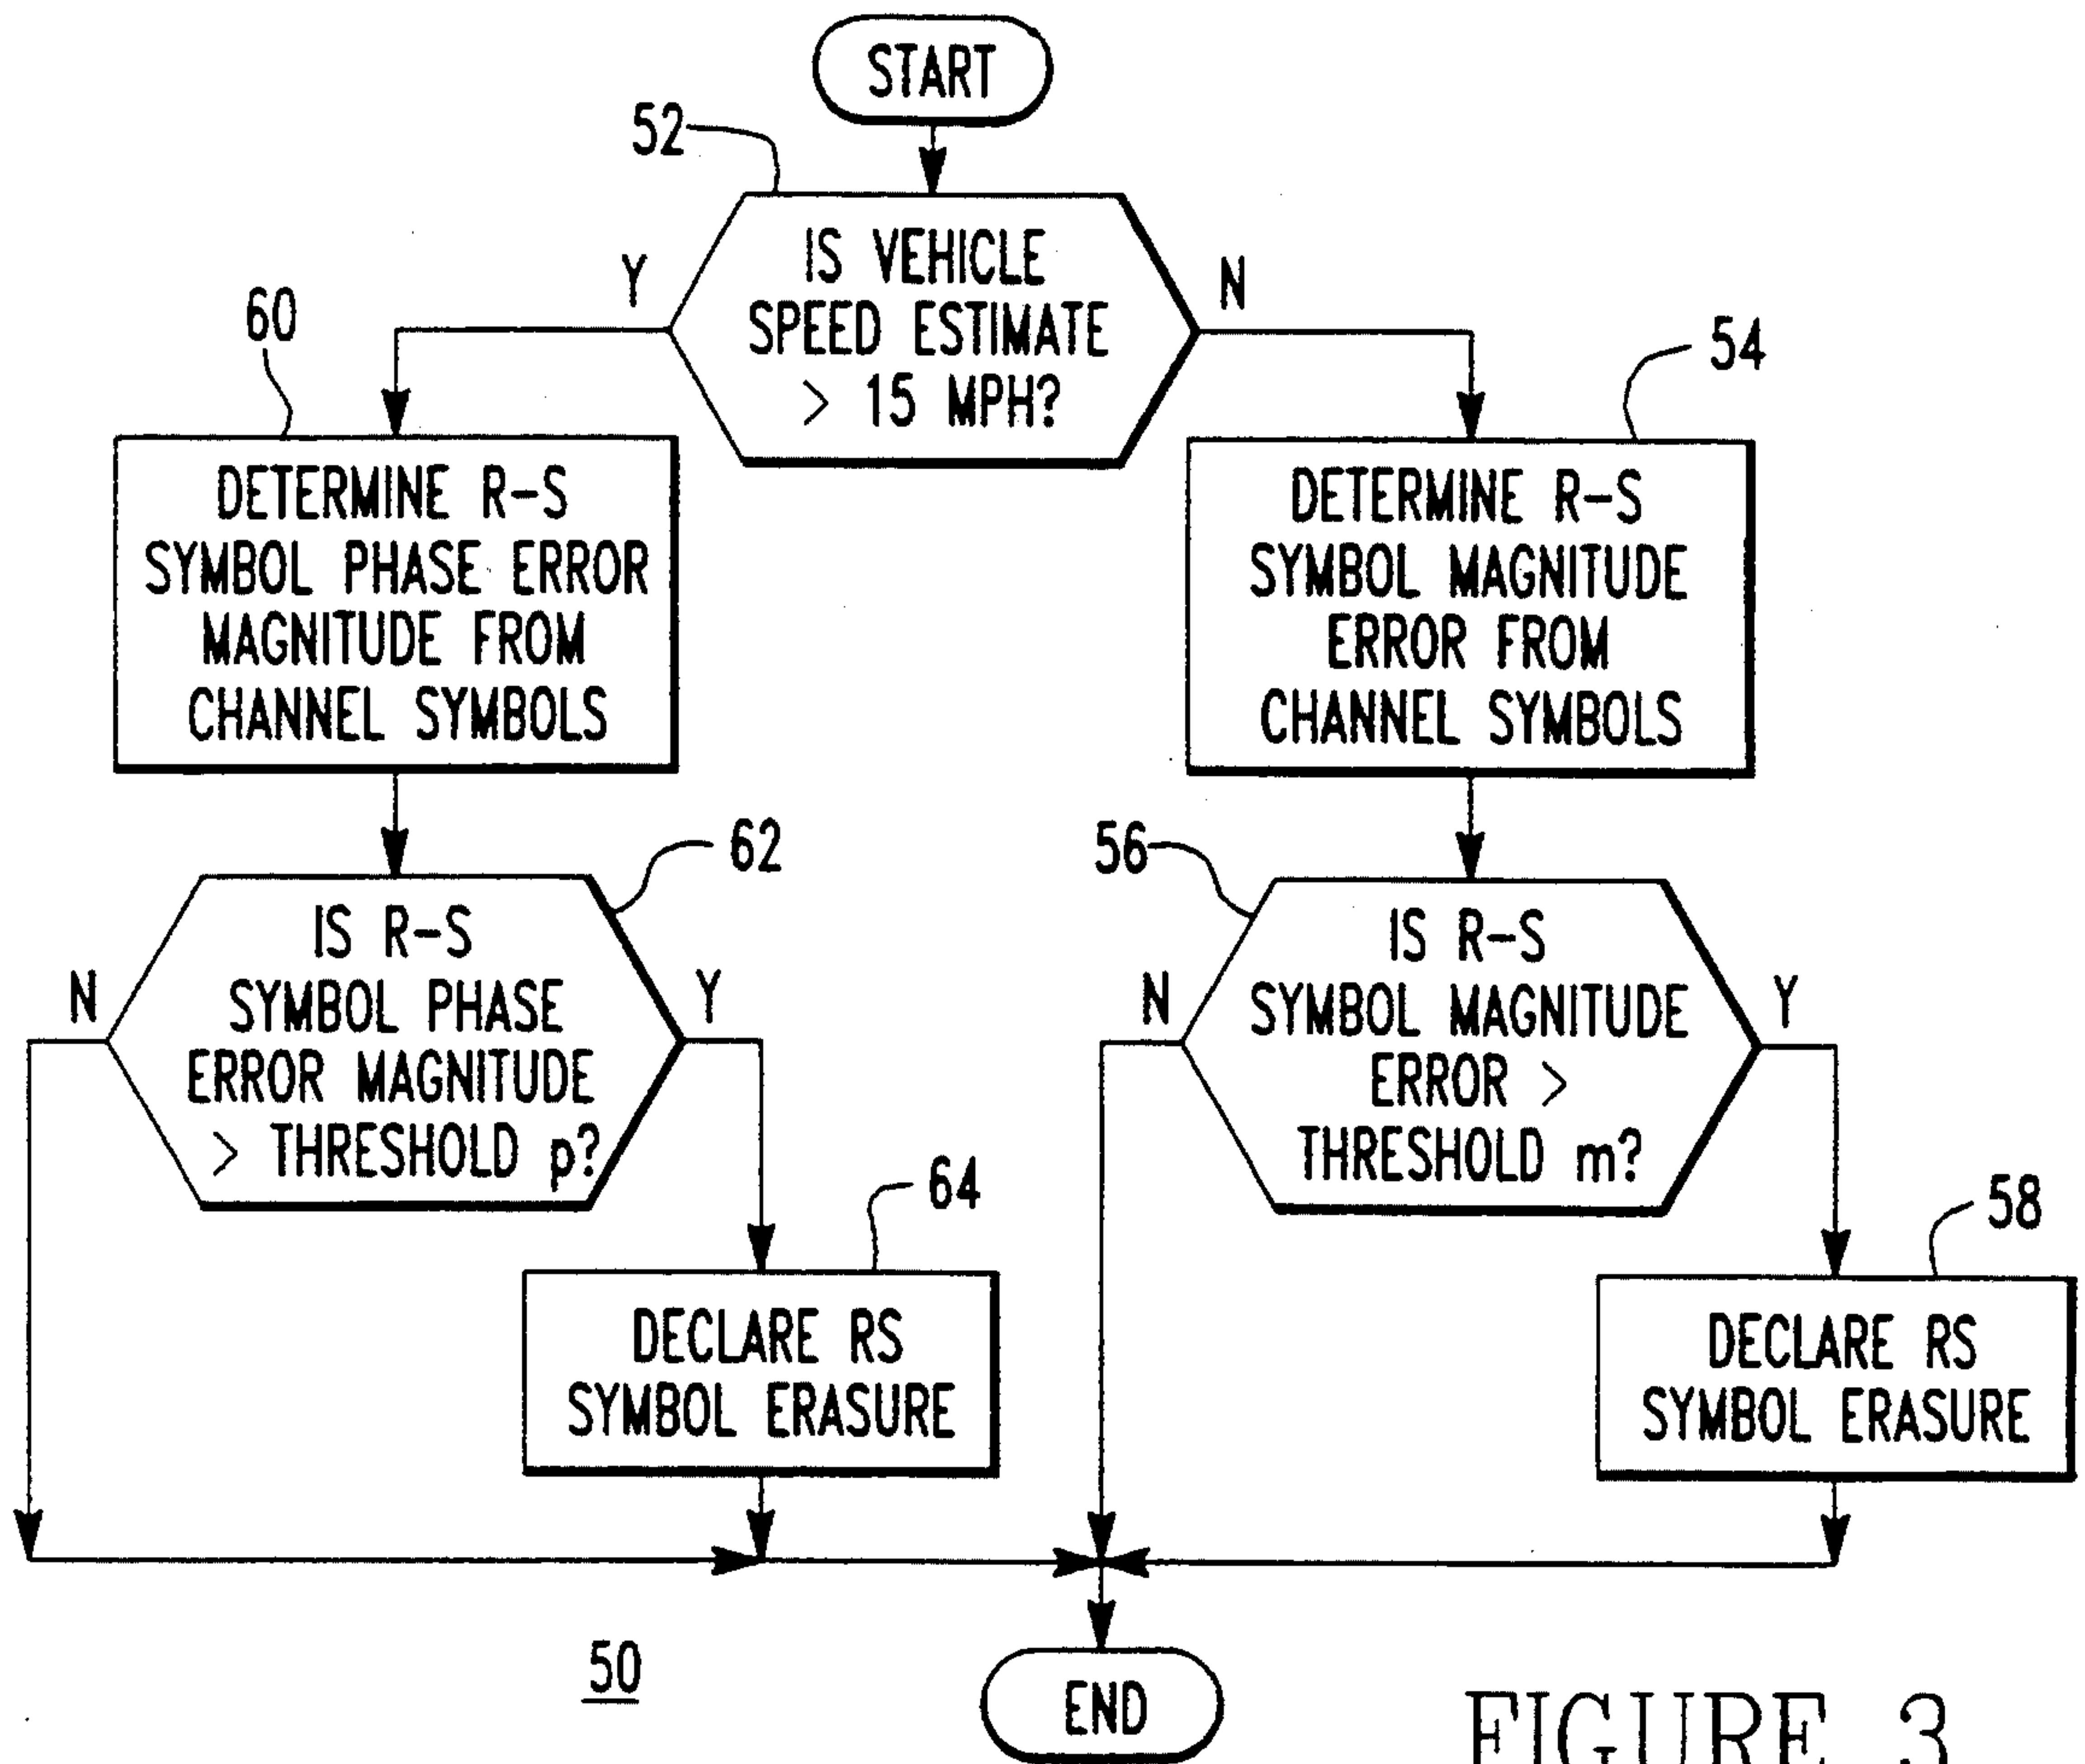 START
52
IS VEHICLE
SPEED ESTIMATE
> 15 MPH?
Y
N
60
DETERMINE R-S
SYMBOL PHASE ERROR
MAGNITUDE FROM
CHANNEL SYMBOLS
54
DETERMINE R-S
SYMBOL MAGNITUDE
ERROR FROM
CHANNEL SYMBOLS
62
IS R-S
SYMBOL PHASE
ERROR MAGNITUDE
> THRESHOLD p?
N
Y
56
IS R-S
SYMBOL MAGNITUDE
ERROR >
THRESHOLD m?
N
Y
64
DECLARE RS
SYMBOL ERASURE
58
DECLARE RS
SYMBOL ERASURE
50
END
FIGURE 3